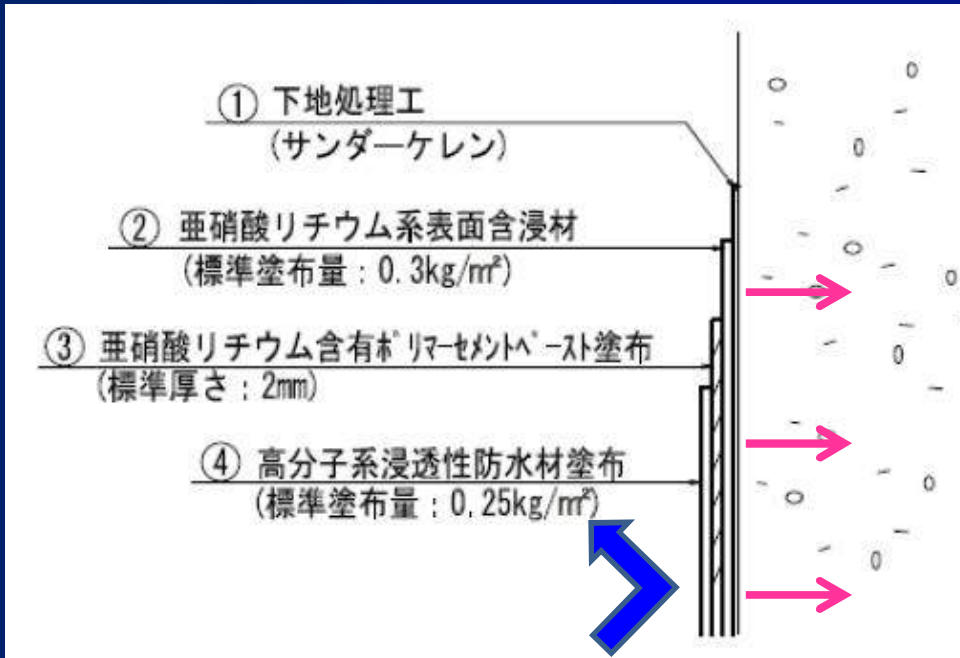 ① 下地処理工
(サンダーケレン)
② 亜硝酸リチウム系表面含浸材
(標準塗布量：0.3kg/㎡)
③ 亜硝酸リチウム含有ﾎﾟﾘﾏｰｾﾒﾝﾄﾍﾟｰｽﾄ塗布
(標準厚さ：2mm)
④ 高分子系浸透性防水材塗布
(標準塗布量：0.25kg/㎡)